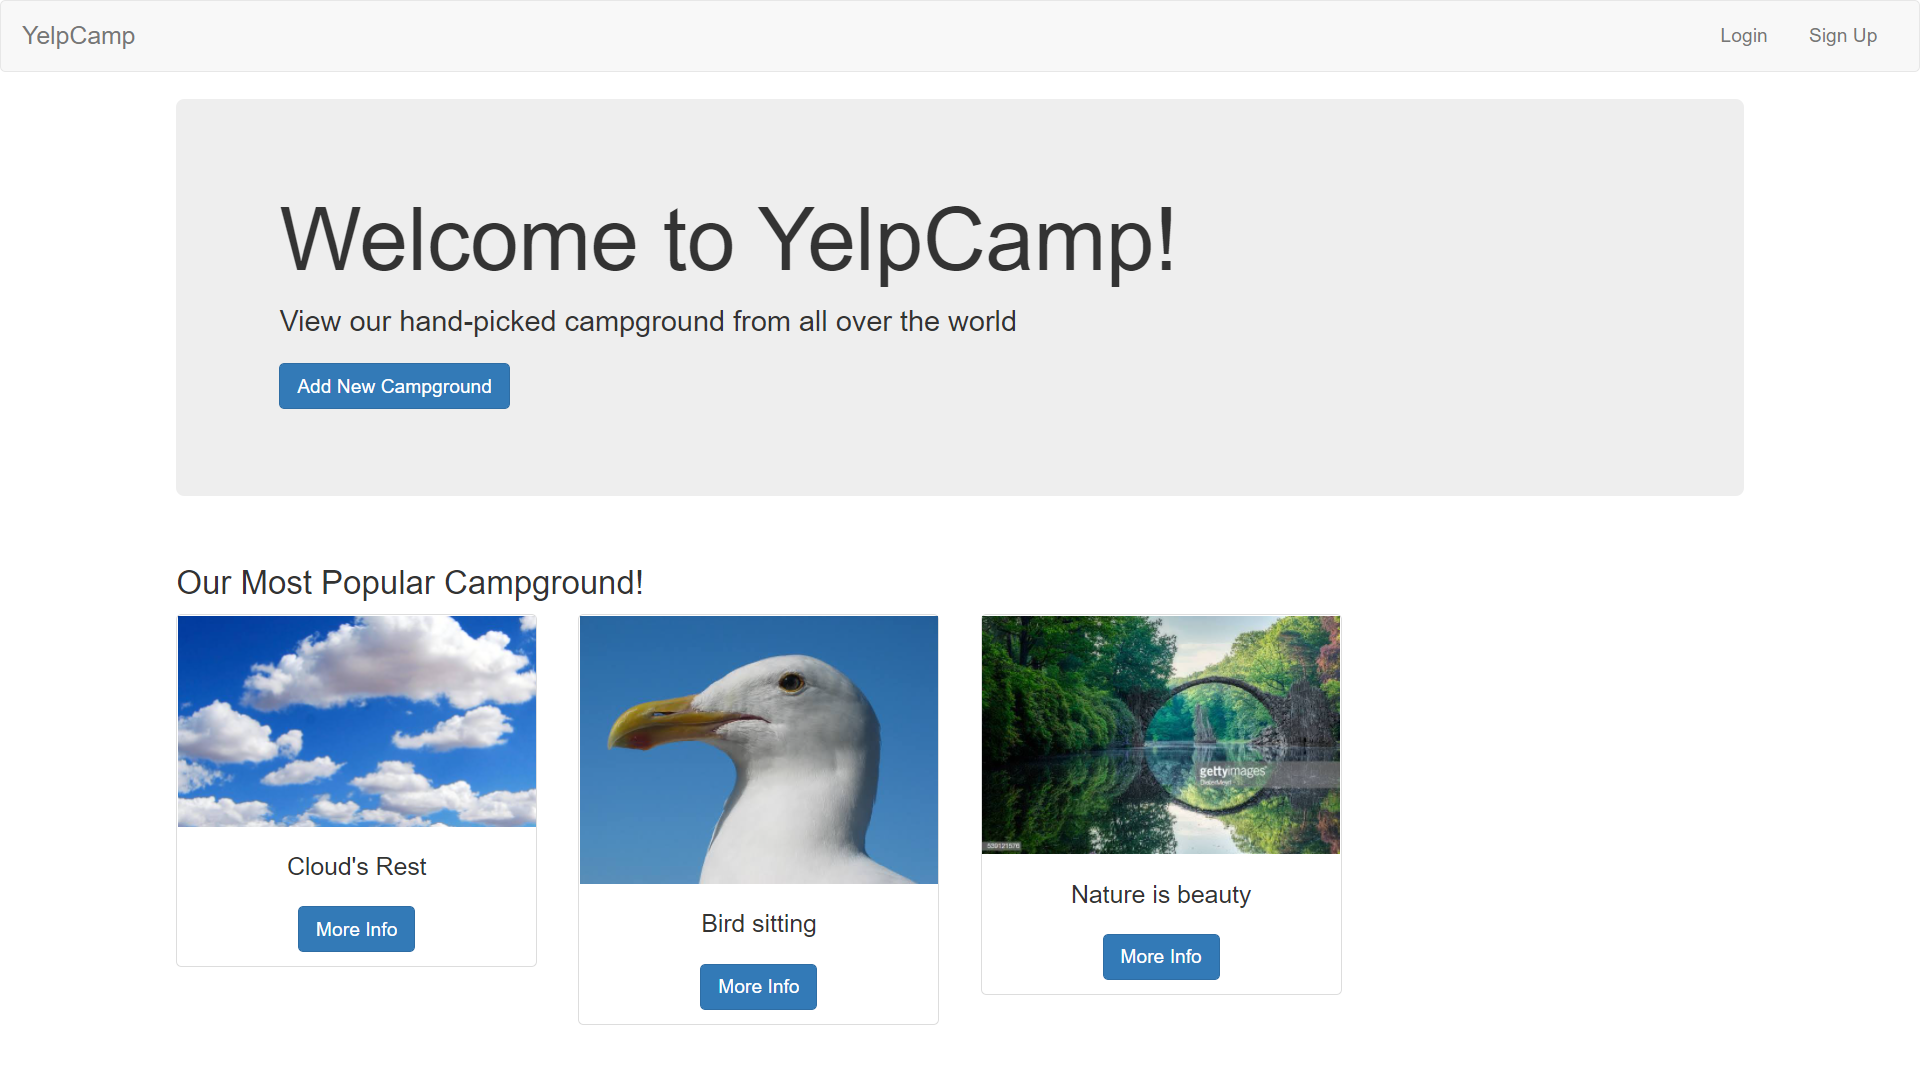 YelpCamp
Login
Sign Up
Welcome to YelpCamp!
View our hand-picked campground from all over the world
Add New Campground
Our Most Popular Campground!
gettyimages
539121576
Cloud's Rest
Bird sitting
Nature is beauty
More Info
More Info
More Info